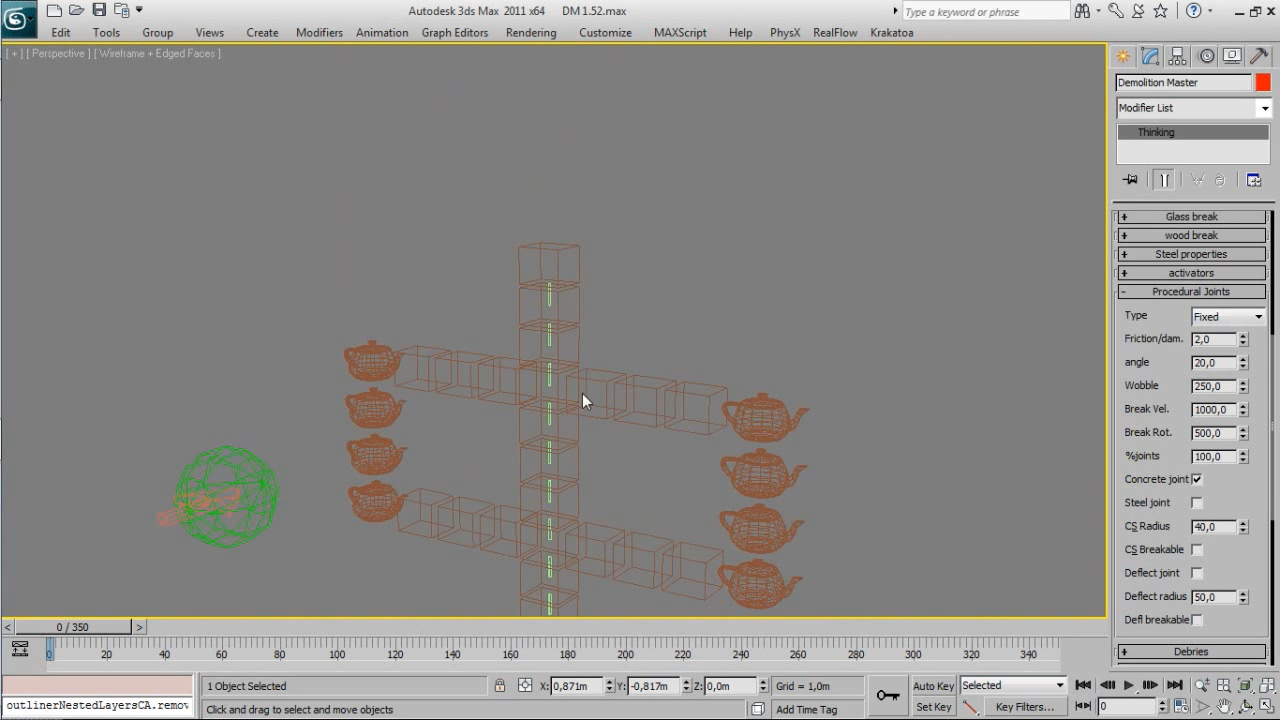 Autodesk 3ds Max 2011 x64 DM 1.52.max
Type a keyword or phrase
Edit Tools Group Views Create Modifiers Animation Graph Editors Rendering Customize MAXScript Help PhysX RealFlow Krakatoa
[ + ] [ Perspective ] [ Wireframe + Edged Faces ]
Demolition Master
Modifier List
Thinking
+ Glass break
+ wood break
+ Steel properties
+ activators
- Procedural Joints
Type Fixed
Friction/dam. 2,0
angle 20,0
Wobble 250,0
Break Vel. 1000,0
Break Rot. 500,0
%joints 100,0
Concrete joint
Steel joint
CS Radius 40,0
CS Breakable
Deflect joint
Deflect radius 50,0
Defl breakable
+ Debries
< 0 / 350 >
0 20 40 60 80 100 120 140 160 180 200 220 240 260 280 300 320 340
1 Object Selected X: 0,871m Y: -0,817m Z: 0,0m Grid = 1,0m Auto Key Selected
outlinerNestedLayersCA.remov Click and drag to select and move objects Add Time Tag Set Key Key Filters... 0